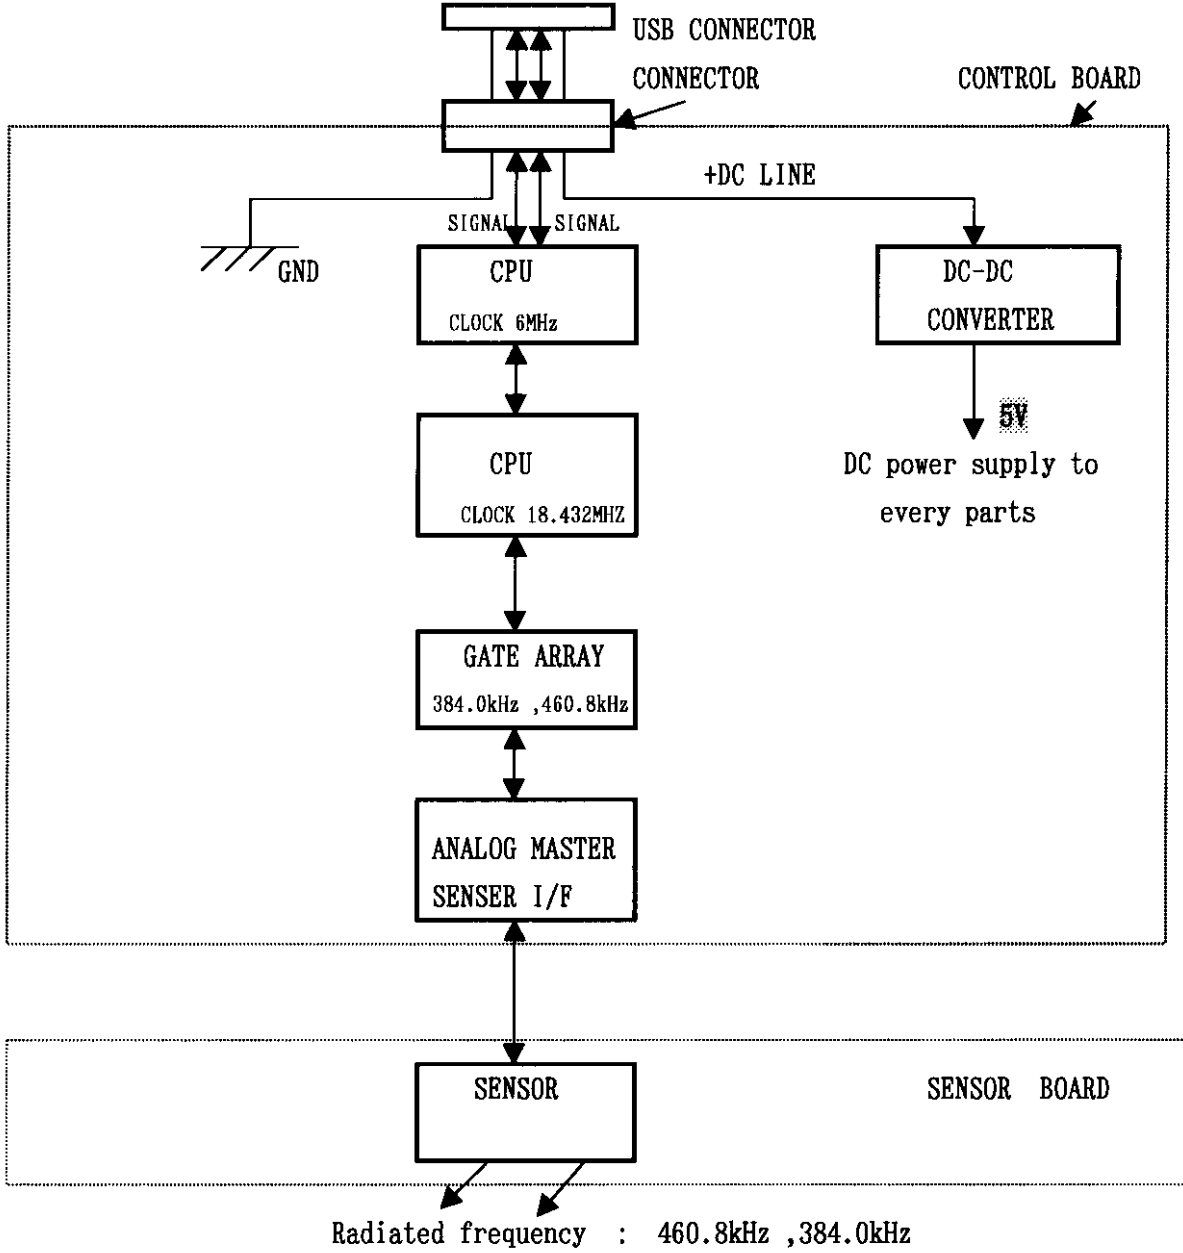 USB CONNECTOR
CONNECTOR
CONTROL BOARD
+DC LINE
SIGNAL
SIGNAL
GND
CPU
CLOCK 6MHz
DC-DC
CONVERTER
5V
DC power supply to
every parts
CPU
CLOCK 18.432MHZ
GATE ARRAY
384.0kHz ,460.8kHz
ANALOG MASTER
SENSER I/F
SENSOR
SENSOR BOARD
Radiated frequency : 460.8kHz ,384.0kHz